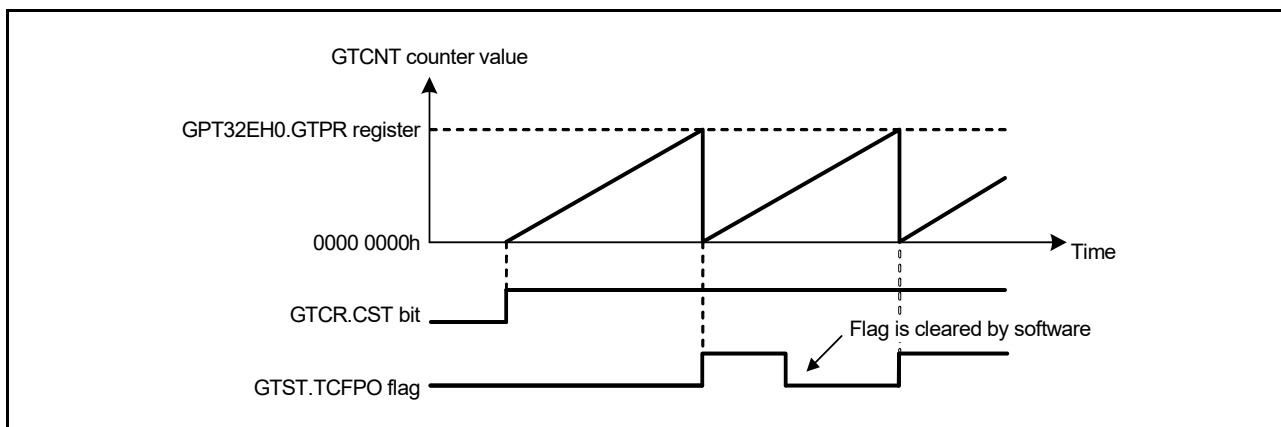 GTCNT counter value
GPT32EH0.GTPR register
0000 0000h
Time
GTCR.CST bit
Flag is cleared by software
GTST.TCFPO flag